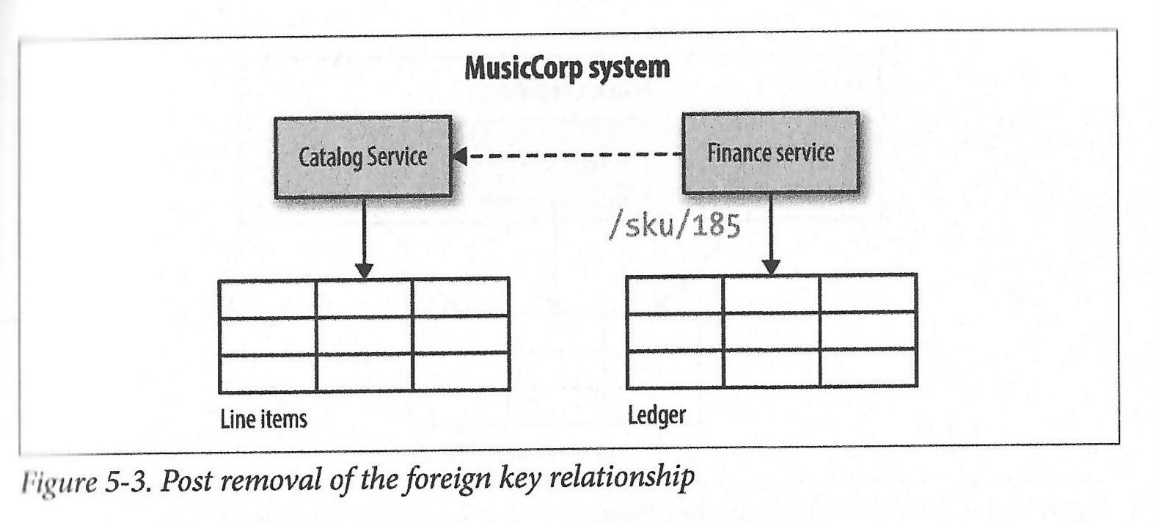 MusicCorp system
Catalog Service
Finance service
/sku/185
Line items
Ledger
Figure 5-3. Post removal of the foreign key relationship